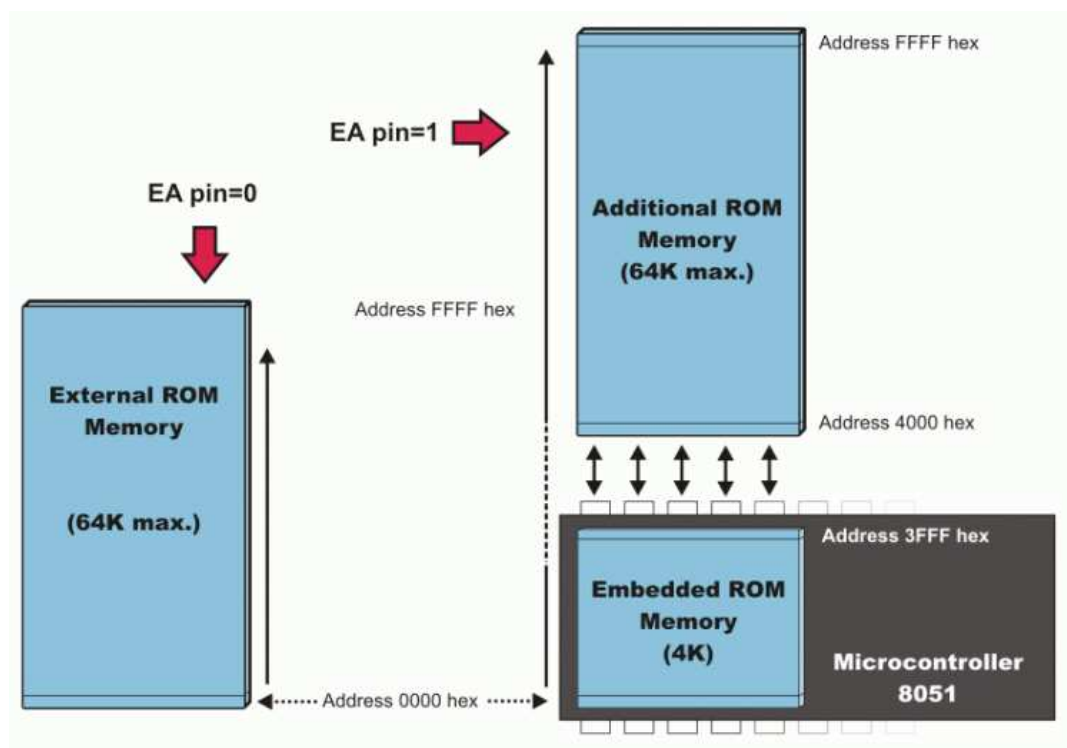 Address FFFF hex
EA pin=1
EA pin=0
Additional ROM
Memory
(64K max.)
Address FFFF hex
External ROM
Memory
(64K max.)
Address 4000 hex
Address 3FFF hex
Embedded ROM
Memory
(4K)
Microcontroller
8051
Address 0000 hex